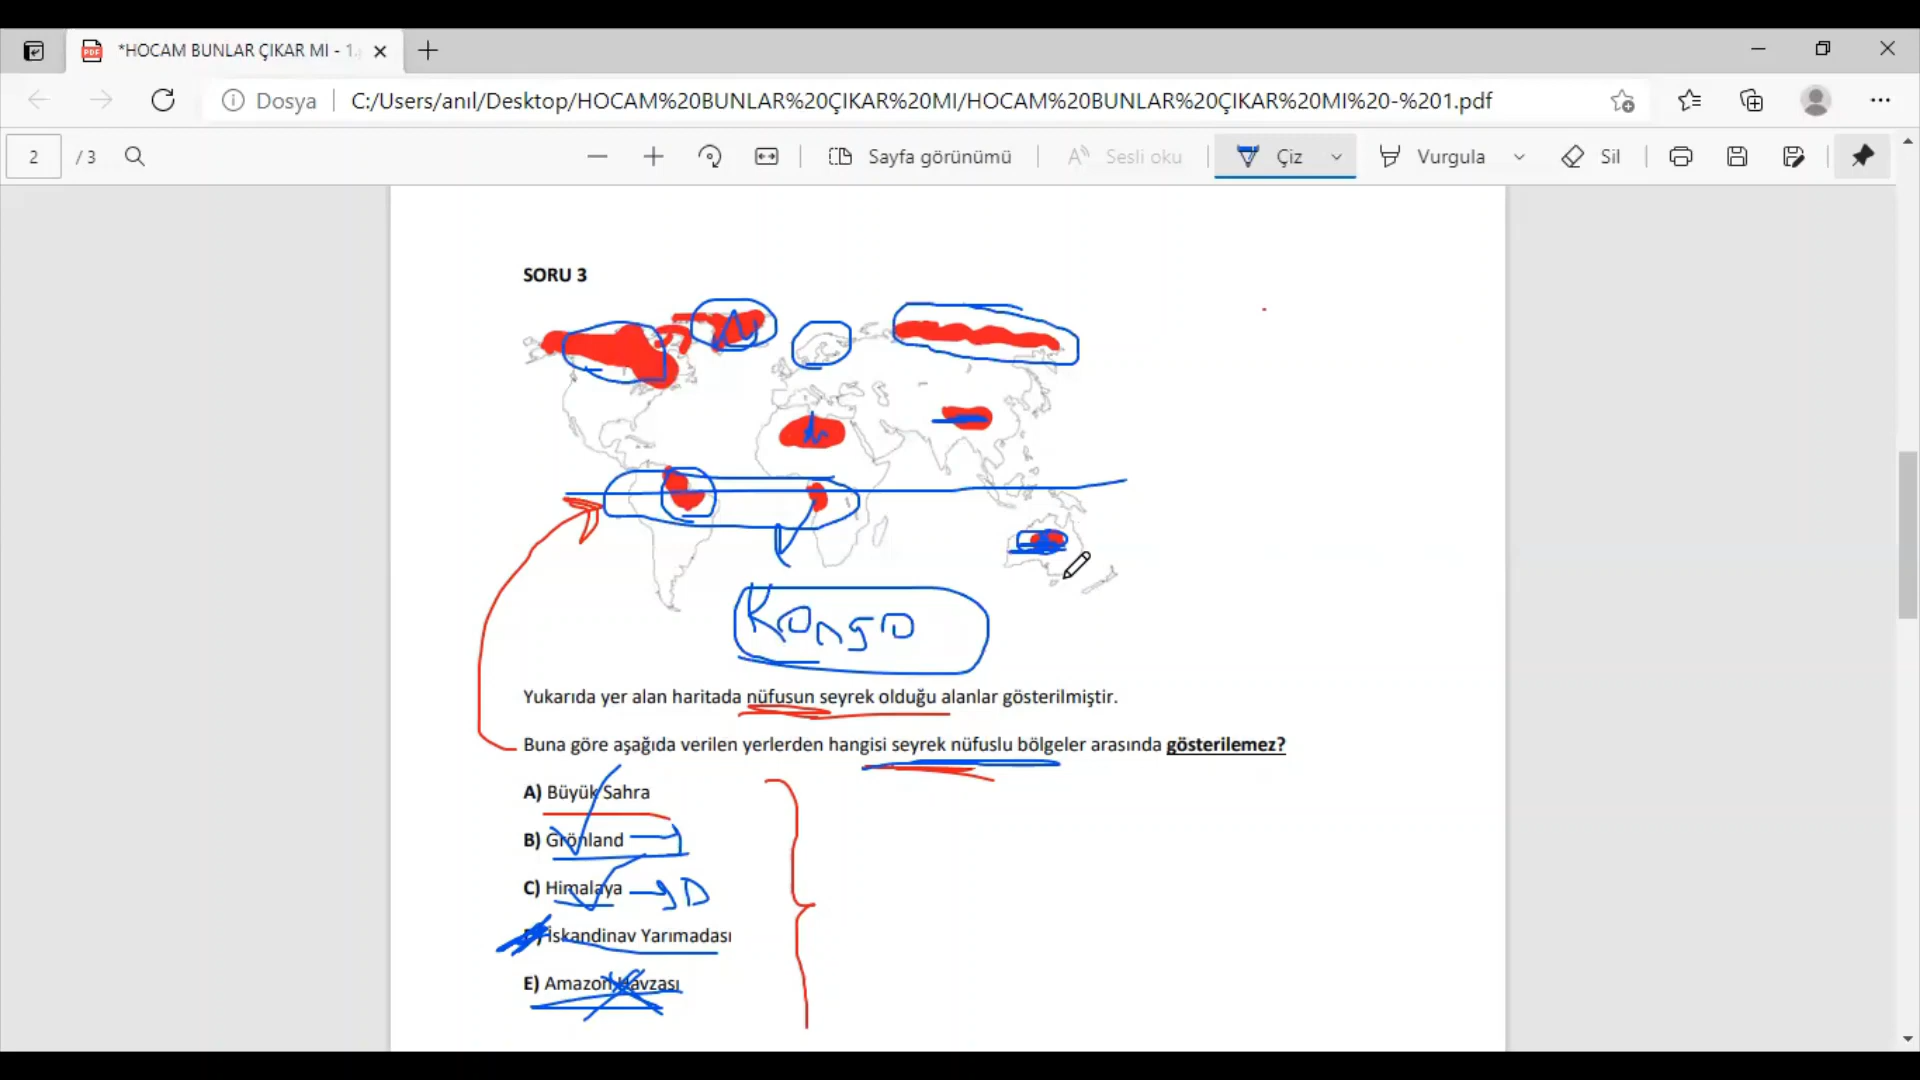 *HOCAM BUNLAR ÇIKAR MI - 1.
Dosya C:/Users/anıl/Desktop/HOCAM%20BUNLAR%20ÇIKAR%20MI/HOCAM%20BUNLAR%20ÇIKAR%20MI%20-%201.pdf
2 / 3 Sayfa görünümü Sesli oku Çiz Vurgula Sil
SORU 3
Kongo
Yukarıda yer alan haritada nüfusun seyrek olduğu alanlar gösterilmiştir.
Buna göre aşağıda verilen yerlerden hangisi seyrek nüfuslu bölgeler arasında gösterilemez?
A) Büyük Sahra
B) Grönland
C) Himalaya → D
D) İskandinav Yarımadası
E) Amazon Havzası